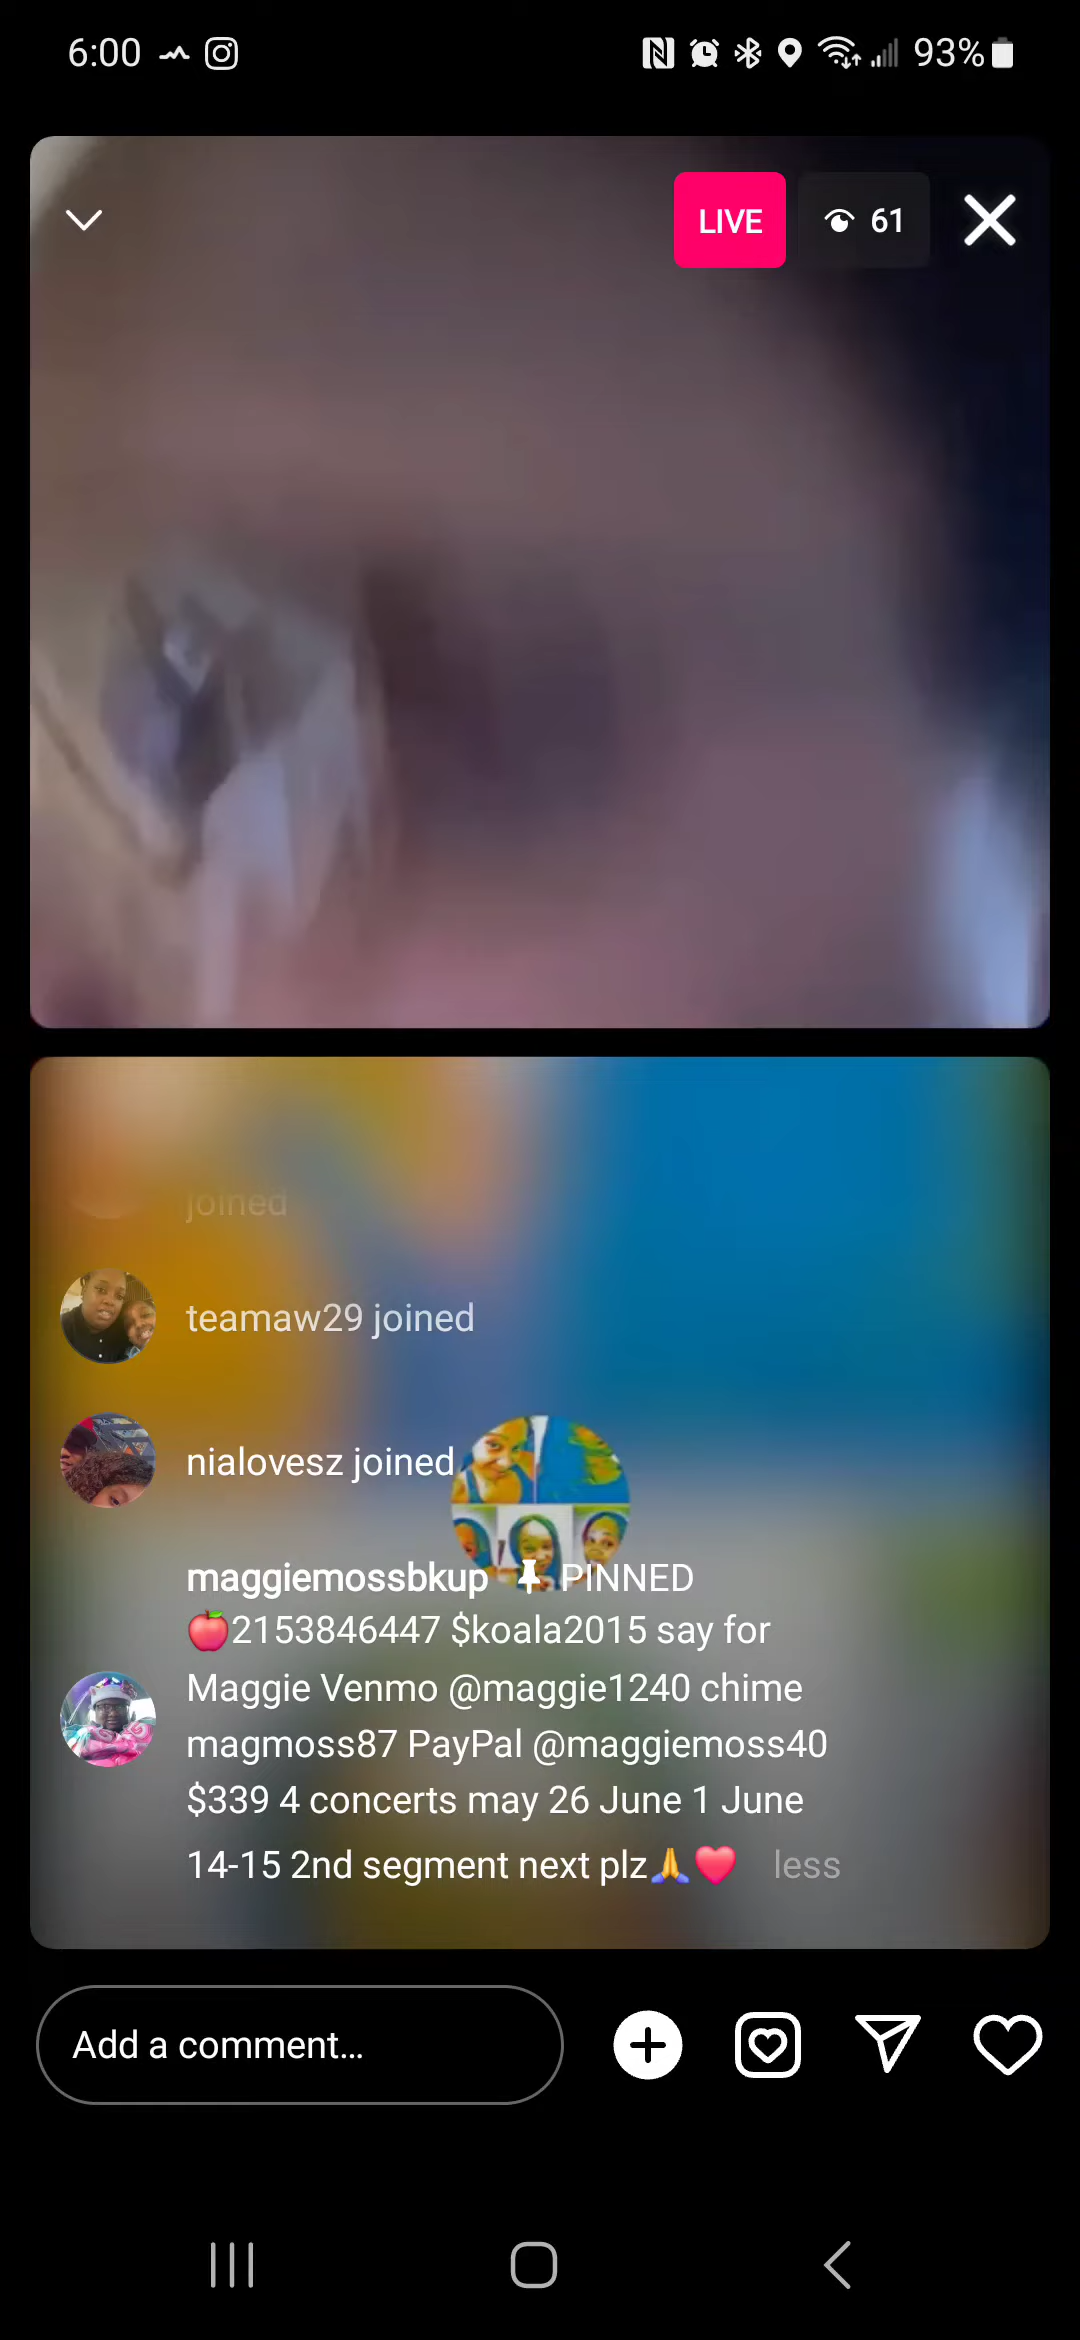 6:00
93%
LIVE
61
joined
teamaw29 joined
nialovesz joined
maggiemossbkup 📌 PINNED
🍎2153846447 $koala2015 say for
Maggie Venmo @maggie1240 chime
magmoss87 PayPal @maggiemoss40
$339 4 concerts may 26 June 1 June
14-15 2nd segment next plz🙏❤️ less
Add a comment...